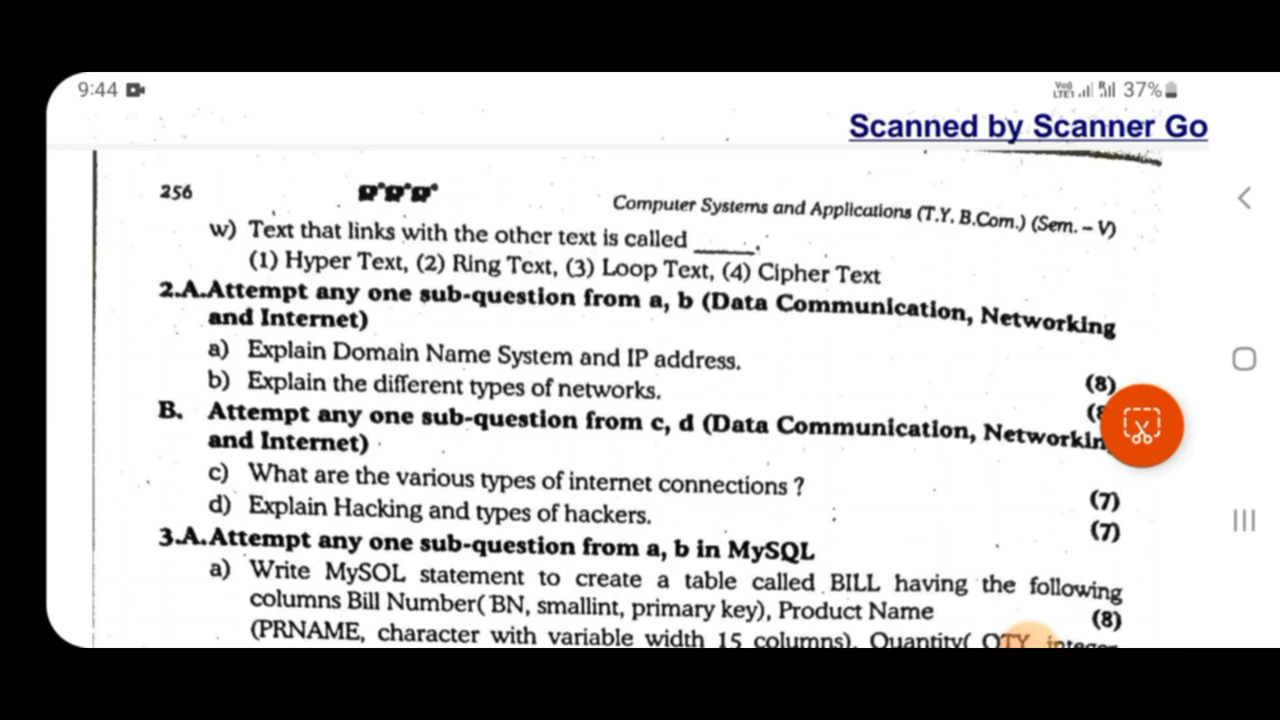 9:44
Vo) LTE1 R 37%
Scanned by Scanner Go
256
Computer Systems and Applications (T.Y. B.Com.) (Sem. – V)
w) Text that links with the other text is called _____.
(1) Hyper Text, (2) Ring Text, (3) Loop Text, (4) Cipher Text
2.A.Attempt any one sub-question from a, b (Data Communication, Networking
and Internet)
a) Explain Domain Name System and IP address.
(8)
b) Explain the different types of networks.
(8
B. Attempt any one sub-question from c, d (Data Communication, Networkin
and Internet)
c) What are the various types of internet connections ?
(7)
d) Explain Hacking and types of hackers.
(7)
3.A.Attempt any one sub-question from a, b in MySQL
a) Write MySOL statement to create a table called BILL having the following
columns Bill Number( BN, smallint, primary key), Product Name
(8)
(PRNAME, character with variable width 15 columns), Quantity( QTY, integer